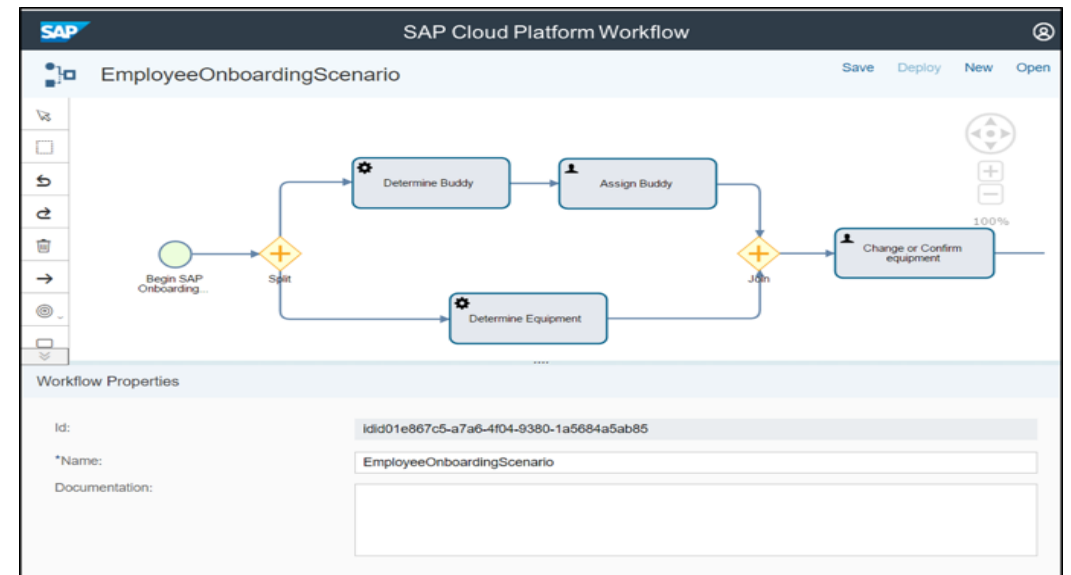 SAP
SAP Cloud Platform Workflow
EmployeeOnboardingScenario
Save
Deploy
New
Open
Determine Buddy
Assign Buddy
100%
Change or Confirm
equipment
Begin SAP
Onboarding...
Split
Join
Determine Equipment
Workflow Properties
Id:
idid01e867c5-a7a6-4f04-9380-1a5684a5ab85
*Name:
EmployeeOnboardingScenario
Documentation: